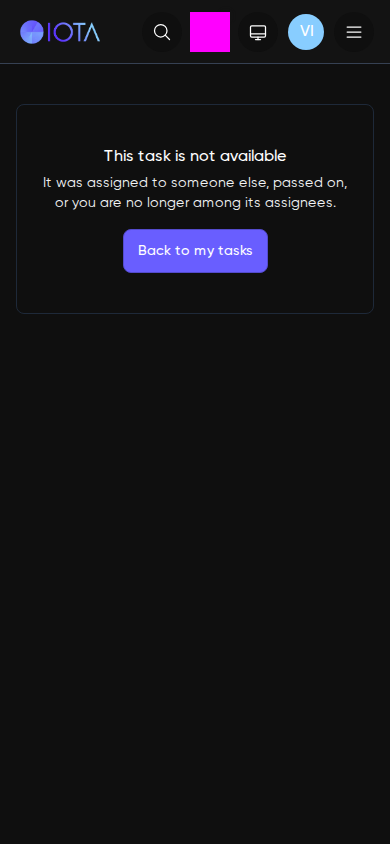 IOTA
VI
This task is not available
It was assigned to someone else, passed on,
or you are no longer among its assignees.
Back to my tasks